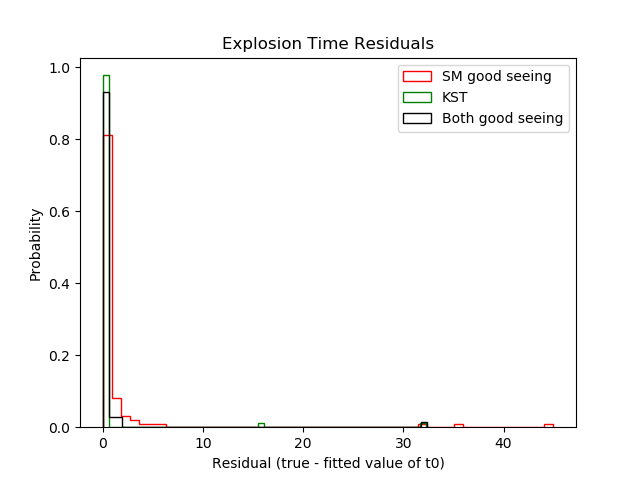 Explosion Time Residuals
SM good seeing
KST
Both good seeing
1.0
0.8
0.6
0.4
0.2
0.0
Probability
0 10 20 30 40
Residual (true - fitted value of t0)